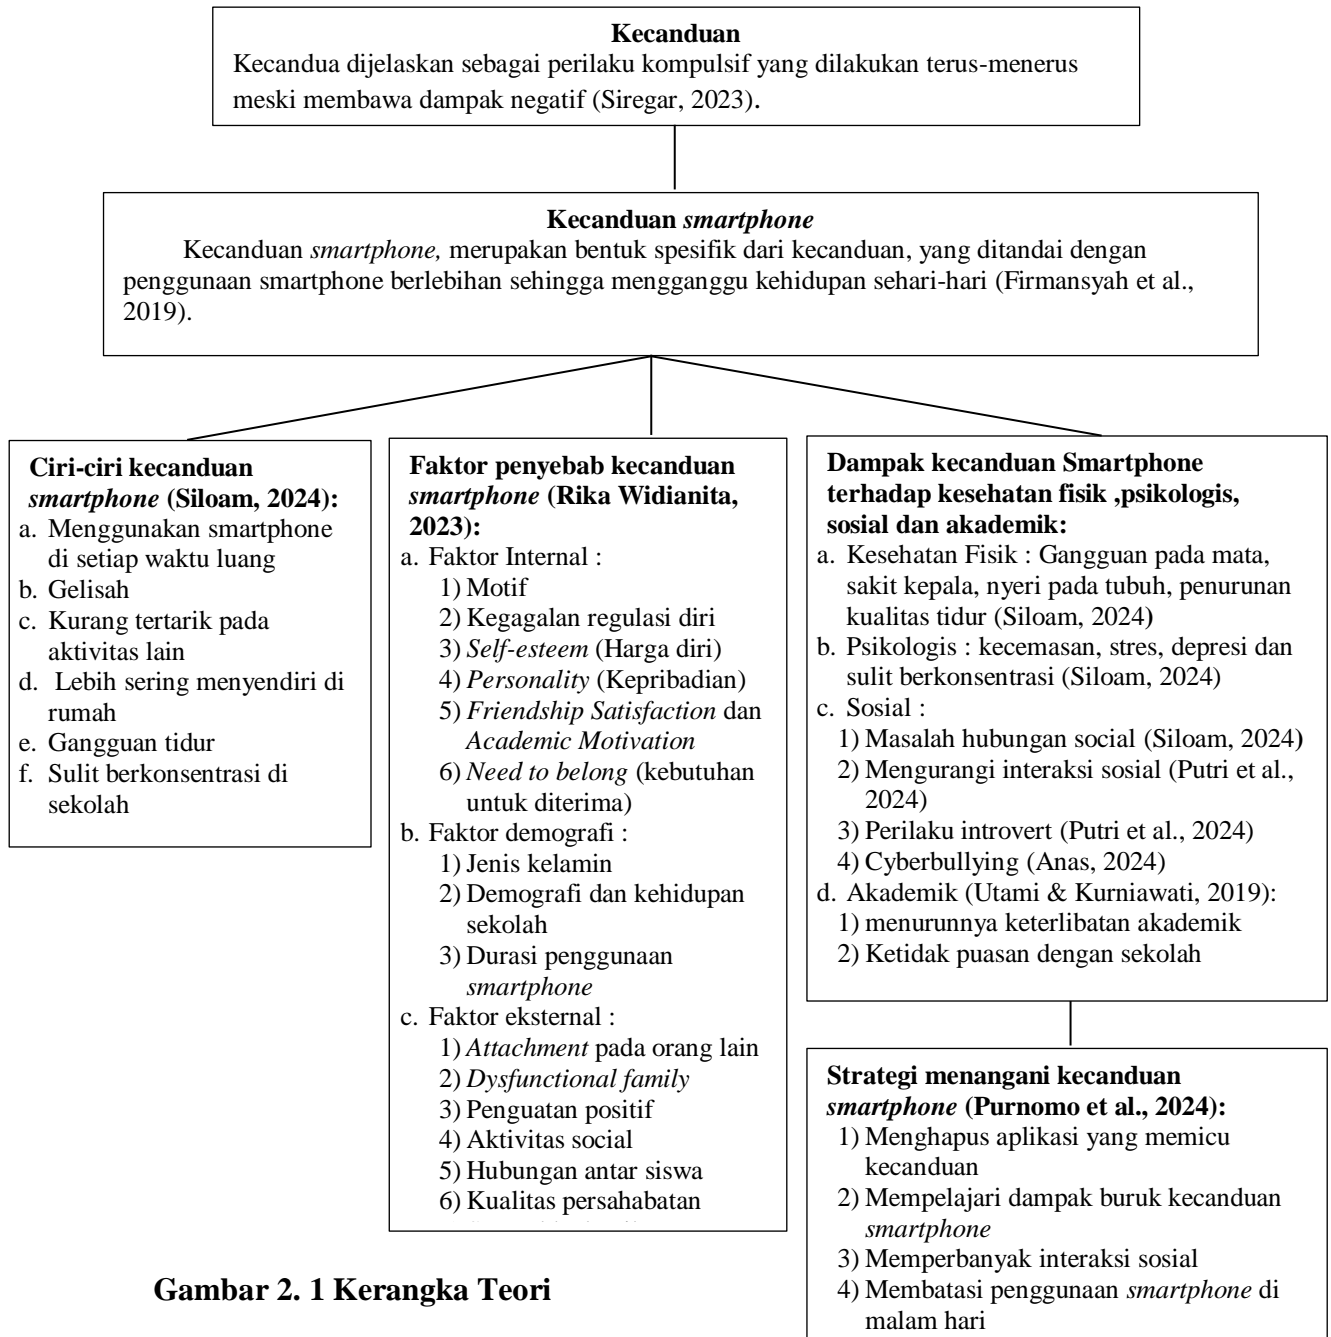 Kecanduan
Kecandua dijelaskan sebagai perilaku kompulsif yang dilakukan terus-menerus
meski membawa dampak negatif (Siregar, 2023).
Kecanduan smartphone
Kecanduan smartphone, merupakan bentuk spesifik dari kecanduan, yang ditandai dengan
penggunaan smartphone berlebihan sehingga mengganggu kehidupan sehari-hari (Firmansyah et al.,
2019).
Ciri-ciri kecanduan
smartphone (Siloam, 2024):
a. Menggunakan smartphone
di setiap waktu luang
b. Gelisah
c. Kurang tertarik pada
aktivitas lain
d. Lebih sering menyendiri di
rumah
e. Gangguan tidur
f. Sulit berkonsentrasi di
sekolah
Faktor penyebab kecanduan
smartphone (Rika Widianita,
2023):
a. Faktor Internal :
1) Motif
2) Kegagalan regulasi diri
3) Self-esteem (Harga diri)
4) Personality (Kepribadian)
5) Friendship Satisfaction dan
Academic Motivation
6) Need to belong (kebutuhan
untuk diterima)
b. Faktor demografi :
1) Jenis kelamin
2) Demografi dan kehidupan
sekolah
3) Durasi penggunaan
smartphone
c. Faktor eksternal :
1) Attachment pada orang lain
2) Dysfunctional family
3) Penguatan positif
4) Aktivitas social
5) Hubungan antar siswa
6) Kualitas persahabatan
Dampak kecanduan Smartphone
terhadap kesehatan fisik ,psikologis,
sosial dan akademik:
a. Kesehatan Fisik : Gangguan pada mata,
sakit kepala, nyeri pada tubuh, penurunan
kualitas tidur (Siloam, 2024)
b. Psikologis : kecemasan, stres, depresi dan
sulit berkonsentrasi (Siloam, 2024)
c. Sosial :
1) Masalah hubungan social (Siloam, 2024)
2) Mengurangi interaksi sosial (Putri et al.,
2024)
3) Perilaku introvert (Putri et al., 2024)
4) Cyberbullying (Anas, 2024)
d. Akademik (Utami & Kurniawati, 2019):
1) menurunnya keterlibatan akademik
2) Ketidak puasan dengan sekolah
Strategi menangani kecanduan
smartphone (Purnomo et al., 2024):
1) Menghapus aplikasi yang memicu
kecanduan
2) Mempelajari dampak buruk kecanduan
smartphone
3) Memperbanyak interaksi sosial
4) Membatasi penggunaan smartphone di
malam hari
Gambar 2. 1 Kerangka Teori